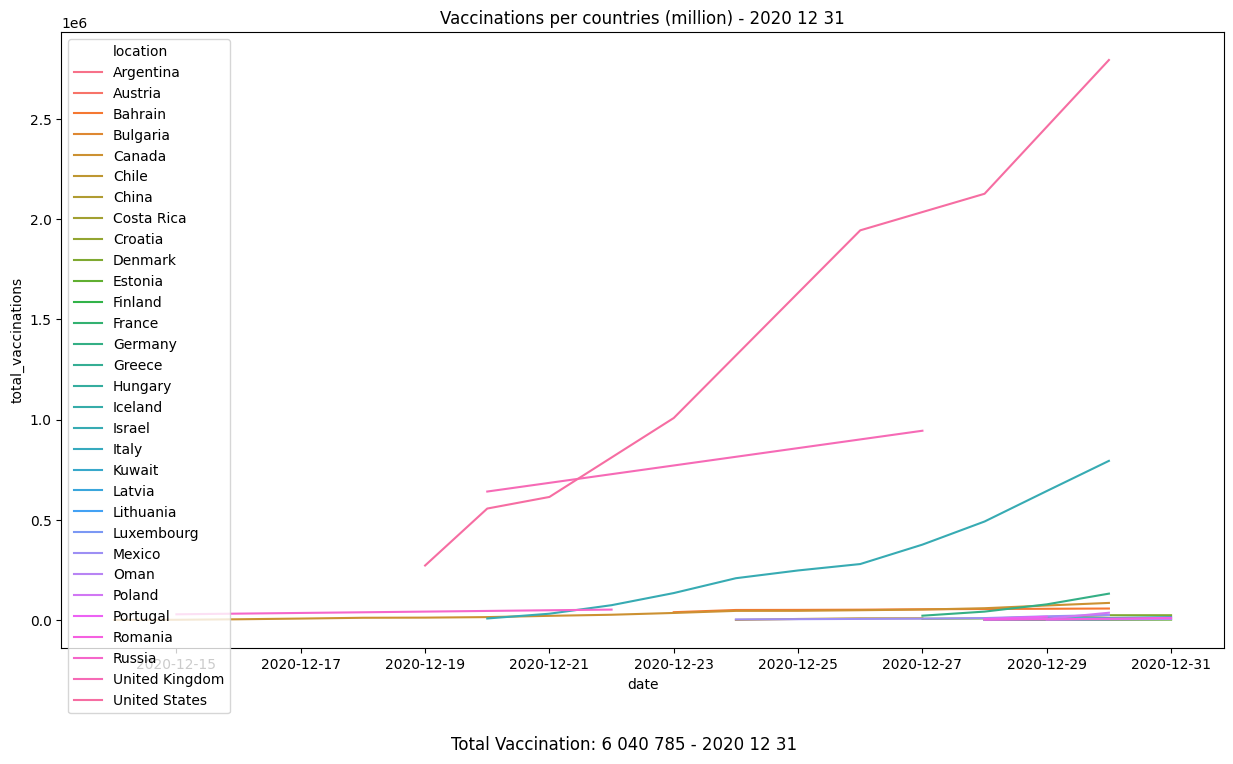 Vaccinations per countries (million) - 2020 12 31
1e6
2.5
2.0
1.5
1.0
0.5
0.0
total_vaccinations
location
Argentina
Austria
Bahrain
Bulgaria
Canada
Chile
China
Costa Rica
Croatia
Denmark
Estonia
Finland
France
Germany
Greece
Hungary
Iceland
Israel
Italy
Kuwait
Latvia
Lithuania
Luxembourg
Mexico
Oman
Poland
Portugal
Romania
Russia
United Kingdom
United States
2020-12-15 2020-12-17 2020-12-19 2020-12-21 2020-12-23 2020-12-25 2020-12-27 2020-12-29 2020-12-31
date
Total Vaccination: 6 040 785 - 2020 12 31